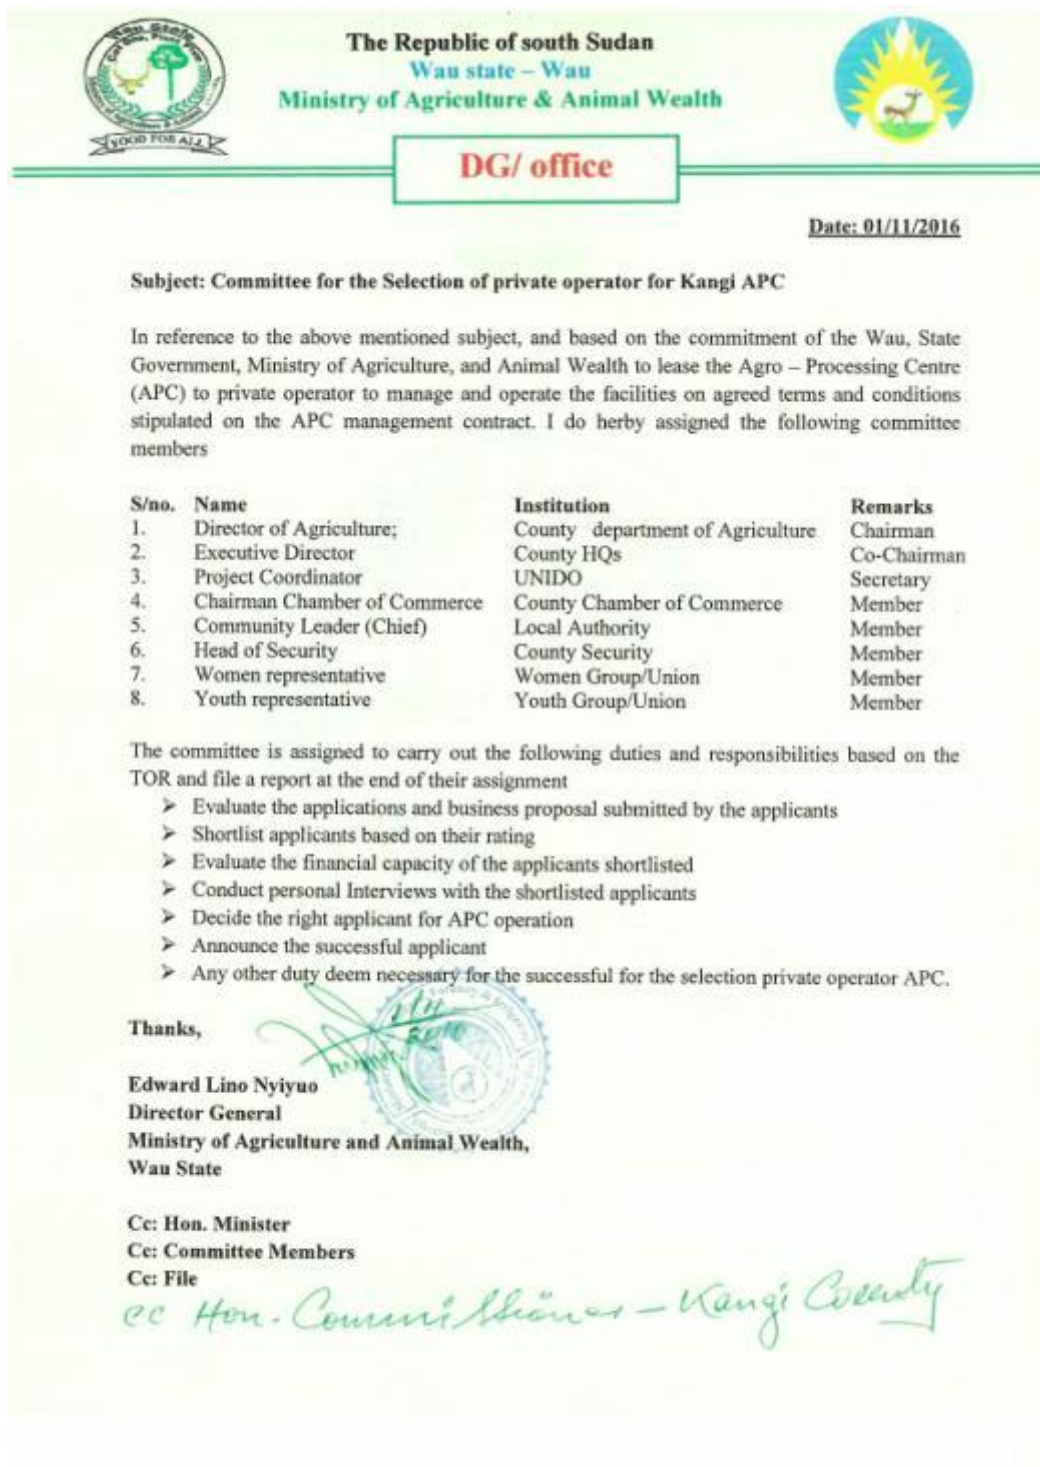 Wau State
FOOD FOR ALL
The Republic of south Sudan
Wau state – Wau
Ministry of Agriculture & Animal Wealth
DG/ office
Date: 01/11/2016
Subject: Committee for the Selection of private operator for Kangi APC
In reference to the above mentioned subject, and based on the commitment of the Wau, State
Government, Ministry of Agriculture, and Animal Wealth to lease the Agro – Processing Centre
(APC) to private operator to manage and operate the facilities on agreed terms and conditions
stipulated on the APC management contract. I do herby assigned the following committee
members
S/no. Name Institution Remarks
1. Director of Agriculture; County department of Agriculture Chairman
2. Executive Director County HQs Co-Chairman
3. Project Coordinator UNIDO Secretary
4. Chairman Chamber of Commerce County Chamber of Commerce Member
5. Community Leader (Chief) Local Authority Member
6. Head of Security County Security Member
7. Women representative Women Group/Union Member
8. Youth representative Youth Group/Union Member
The committee is assigned to carry out the following duties and responsibilities based on the
TOR and file a report at the end of their assignment
➢ Evaluate the applications and business proposal submitted by the applicants
➢ Shortlist applicants based on their rating
➢ Evaluate the financial capacity of the applicants shortlisted
➢ Conduct personal Interviews with the shortlisted applicants
➢ Decide the right applicant for APC operation
➢ Announce the successful applicant
➢ Any other duty deem necessary for the successful for the selection private operator APC.
Thanks,
Edward Lino Nyiyuo
Director General
Ministry of Agriculture and Animal Wealth,
Wau State
Cc: Hon. Minister
Cc: Committee Members
Cc: File
cc Hon. Commissioner – Kangi County